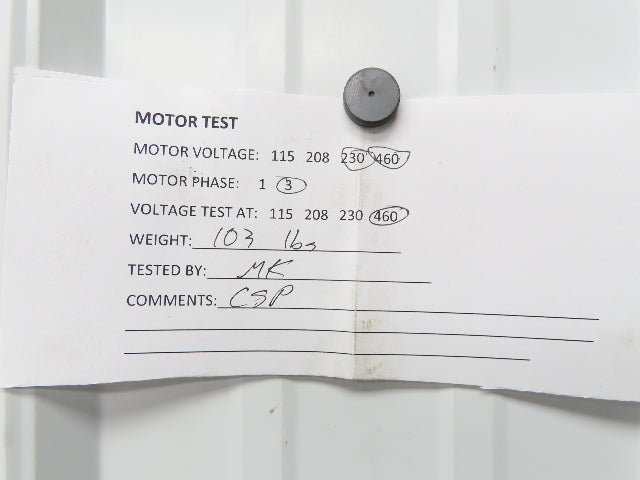 MOTOR TEST
MOTOR VOLTAGE: 115 208 230 460
MOTOR PHASE: 1 3
VOLTAGE TEST AT: 115 208 230 460
WEIGHT: 103 lbs
TESTED BY: MK
COMMENTS: CSP